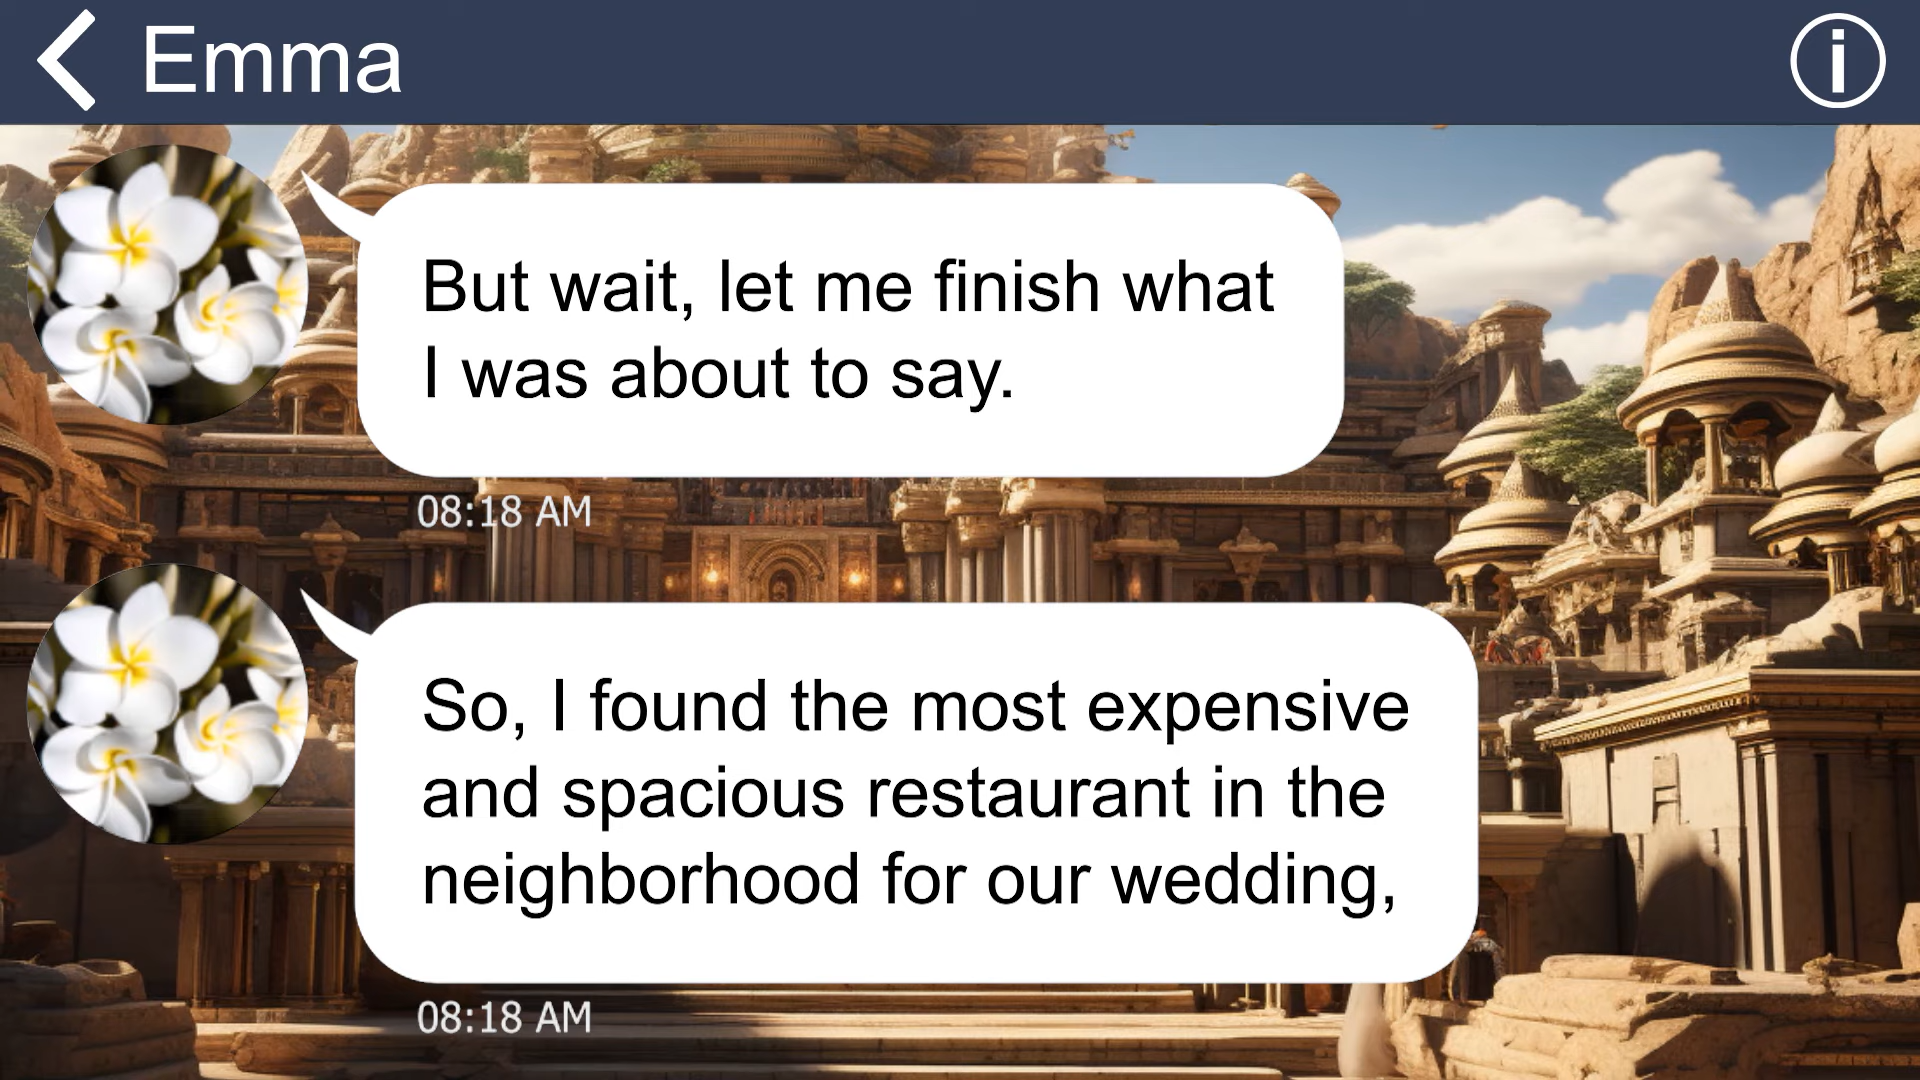 Emma
But wait, let me finish what
I was about to say.
08:18 AM
So, I found the most expensive
and spacious restaurant in the
neighborhood for our wedding,
08:18 AM